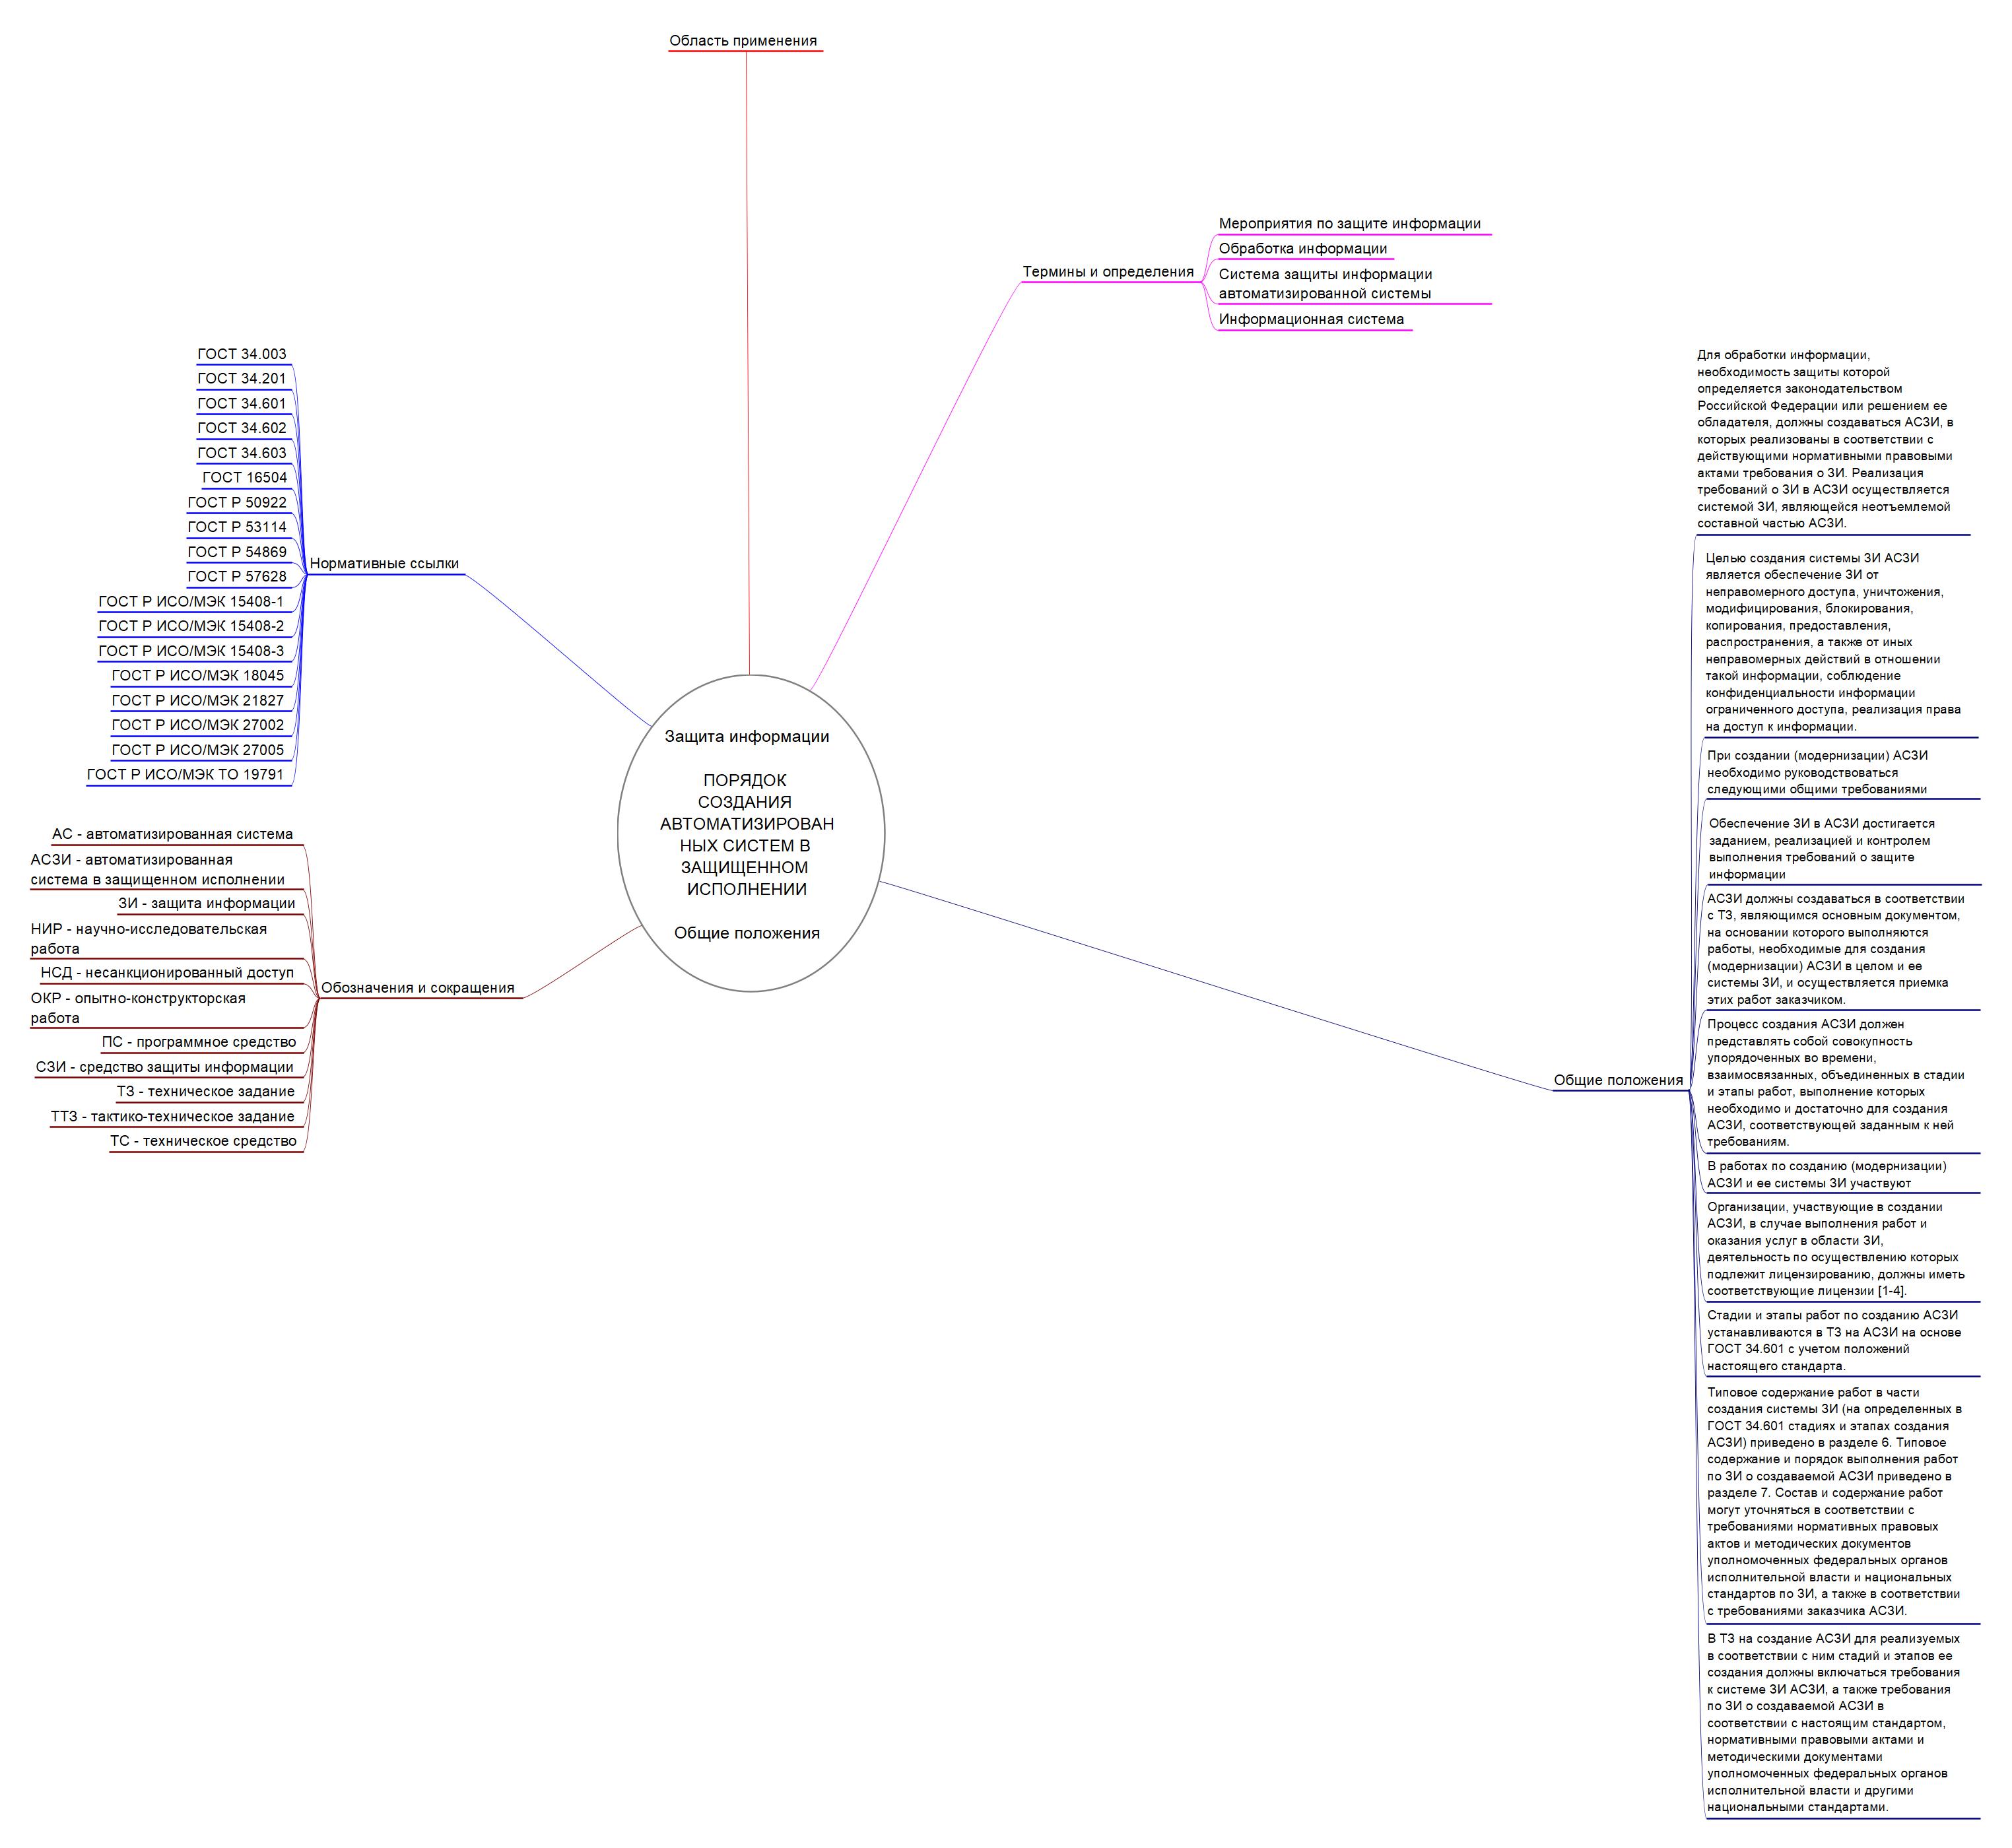 Область применения
Термины и определения
Мероприятия по защите информации
Обработка информации
Система защиты информации
автоматизированной системы
Информационная система
ГОСТ 34.003
ГОСТ 34.201
ГОСТ 34.601
ГОСТ 34.602
ГОСТ 34.603
ГОСТ 16504
ГОСТ Р 50922
ГОСТ Р 53114
ГОСТ Р 54869
ГОСТ Р 57628
ГОСТ Р ИСО/МЭК 15408-1
ГОСТ Р ИСО/МЭК 15408-2
ГОСТ Р ИСО/МЭК 15408-3
ГОСТ Р ИСО/МЭК 18045
ГОСТ Р ИСО/МЭК 21827
ГОСТ Р ИСО/МЭК 27002
ГОСТ Р ИСО/МЭК 27005
ГОСТ Р ИСО/МЭК ТО 19791
Нормативные ссылки
Защита информации
ПОРЯДОК
СОЗДАНИЯ
АВТОМАТИЗИРОВАН
НЫХ СИСТЕМ В
ЗАЩИЩЕННОМ
ИСПОЛНЕНИИ
Общие положения
АС - автоматизированная система
АСЗИ - автоматизированная
система в защищенном исполнении
ЗИ - защита информации
НИР - научно-исследовательская
работа
НСД - несанкционированный доступ
ОКР - опытно-конструкторская
работа
ПС - программное средство
СЗИ - средство защиты информации
ТЗ - техническое задание
ТТЗ - тактико-техническое задание
ТС - техническое средство
Обозначения и сокращения
Общие положения
Для обработки информации,
необходимость защиты которой
определяется законодательством
Российской Федерации или решением ее
обладателя, должны создаваться АСЗИ, в
которых реализованы в соответствии с
действующими нормативными правовыми
актами требования о ЗИ. Реализация
требований о ЗИ в АСЗИ осуществляется
системой ЗИ, являющейся неотъемлемой
составной частью АСЗИ.
Целью создания системы ЗИ АСЗИ
является обеспечение ЗИ от
неправомерного доступа, уничтожения,
модифицирования, блокирования,
копирования, предоставления,
распространения, а также от иных
неправомерных действий в отношении
такой информации, соблюдение
конфиденциальности информации
ограниченного доступа, реализация права
на доступ к информации.
При создании (модернизации) АСЗИ
необходимо руководствоваться
следующими общими требованиями
Обеспечение ЗИ в АСЗИ достигается
заданием, реализацией и контролем
выполнения требований о защите
информации
АСЗИ должны создаваться в соответствии
с ТЗ, являющимся основным документом,
на основании которого выполняются
работы, необходимые для создания
(модернизации) АСЗИ в целом и ее
системы ЗИ, и осуществляется приемка
этих работ заказчиком.
Процесс создания АСЗИ должен
представлять собой совокупность
упорядоченных во времени,
взаимосвязанных, объединенных в стадии
и этапы работ, выполнение которых
необходимо и достаточно для создания
АСЗИ, соответствующей заданным к ней
требованиям.
В работах по созданию (модернизации)
АСЗИ и ее системы ЗИ участвуют
Организации, участвующие в создании
АСЗИ, в случае выполнения работ и
оказания услуг в области ЗИ,
деятельность по осуществлению которых
подлежит лицензированию, должны иметь
соответствующие лицензии [1-4].
Стадии и этапы работ по созданию АСЗИ
устанавливаются в ТЗ на АСЗИ на основе
ГОСТ 34.601 с учетом положений
настоящего стандарта.
Типовое содержание работ в части
создания системы ЗИ (на определенных в
ГОСТ 34.601 стадиях и этапах создания
АСЗИ) приведено в разделе 6. Типовое
содержание и порядок выполнения работ
по ЗИ о создаваемой АСЗИ приведено в
разделе 7. Состав и содержание работ
могут уточняться в соответствии с
требованиями нормативных правовых
актов и методических документов
уполномоченных федеральных органов
исполнительной власти и национальных
стандартов по ЗИ, а также в соответствии
с требованиями заказчика АСЗИ.
В ТЗ на создание АСЗИ для реализуемых
в соответствии с ним стадий и этапов ее
создания должны включаться требования
к системе ЗИ АСЗИ, а также требования
по ЗИ о создаваемой АСЗИ в
соответствии с настоящим стандартом,
нормативными правовыми актами и
методическими документами
уполномоченных федеральных органов
исполнительной власти и другими
национальными стандартами.